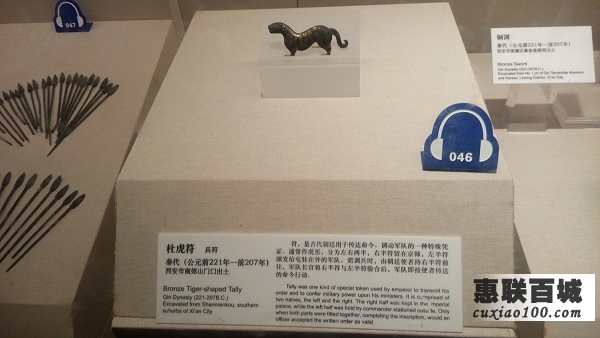 047
铜剑
秦代（公元前221年—前207年）
Bronze Sword
Qin Dynasty (221-207B.C.)
046
杜虎符 兵符
秦代（公元前221年—前207年）
西安市南郊山门口出土
Bronze Tiger-shaped Tally
Qin Dynasty (221-207B.C.)
Excavated from Shanmenkou, southern
suburbs of Xi'an City
符，是古代朝廷用于传达命令、调动军队的一种特殊凭
证。通常作虎形，分为左右两半，右半符留在京师，左半符
颁发给屯驻在外的军队。需调兵时，由朝廷使者持右半符前
往，军队长官将右半符与左半符验合后，军队即按使者传达
的命令行动。
Tally was one kind of special token used by emperor to transmit his
order and to confer military power upon his ministers. It is comprised of
two halves, the left and the right. The right half was kept in the imperial
palace, while the left half was hold by commander stationed outside. Only
when both parts were fitted together, completing the inscription, would an
officer accepted the written order as valid.
惠联百城
cuxiao100.com